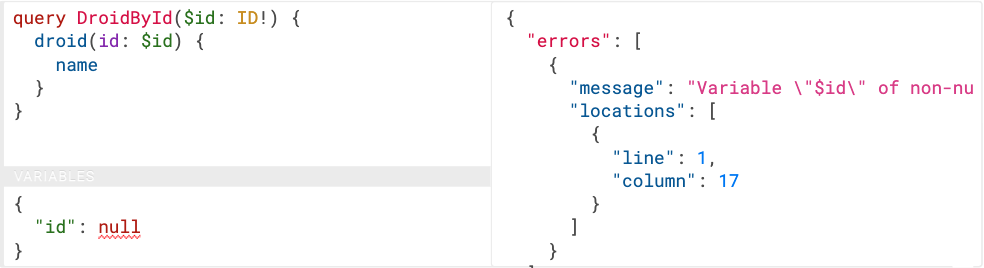 query DroidById($id: ID!) {
  droid(id: $id) {
    name
  }
}
VARIABLES
{
  "id": null
}
{
  "errors": [
    {
      "message": "Variable \"$id\" of non-nu
      "locations": [
        {
          "line": 1,
          "column": 17
        }
      ]
    }